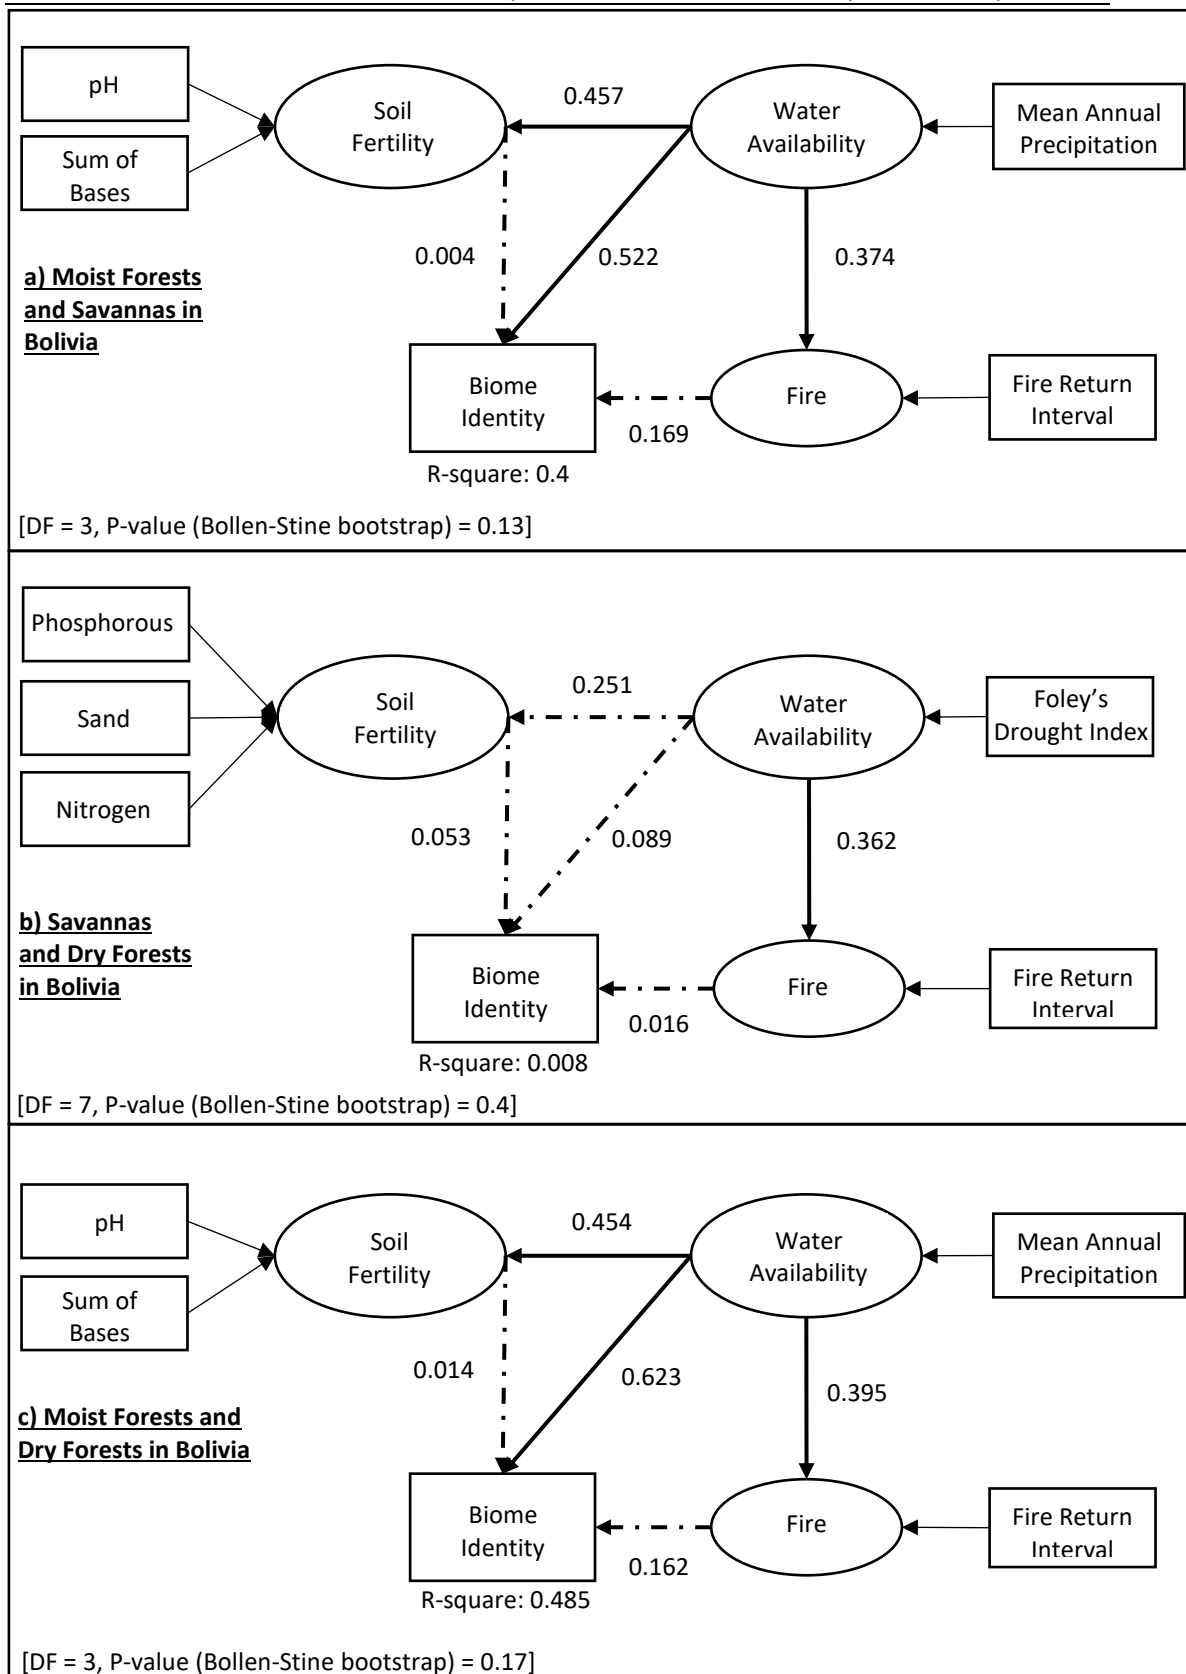 pH
Sum of
Bases
Soil
Fertility
0.457
Water
Availability
Mean Annual
Precipitation
0.004
0.522
0.374
a) Moist Forests
and Savannas in
Bolivia
Biome
Identity
R-square: 0.4
0.169
Fire
Fire Return
Interval
[DF = 3, P-value (Bollen-Stine bootstrap) = 0.13]
Phosphorous
Sand
Nitrogen
Soil
Fertility
0.251
Water
Availability
Foley's
Drought Index
0.053
0.089
0.362
b) Savannas
and Dry Forests
in Bolivia
Biome
Identity
R-square: 0.008
0.016
Fire
Fire Return
Interval
[DF = 7, P-value (Bollen-Stine bootstrap) = 0.4]
pH
Sum of
Bases
Soil
Fertility
0.454
Water
Availability
Mean Annual
Precipitation
0.014
0.623
0.395
c) Moist Forests and
Dry Forests in Bolivia
Biome
Identity
R-square: 0.485
0.162
Fire
Fire Return
Interval
[DF = 3, P-value (Bollen-Stine bootstrap) = 0.17]